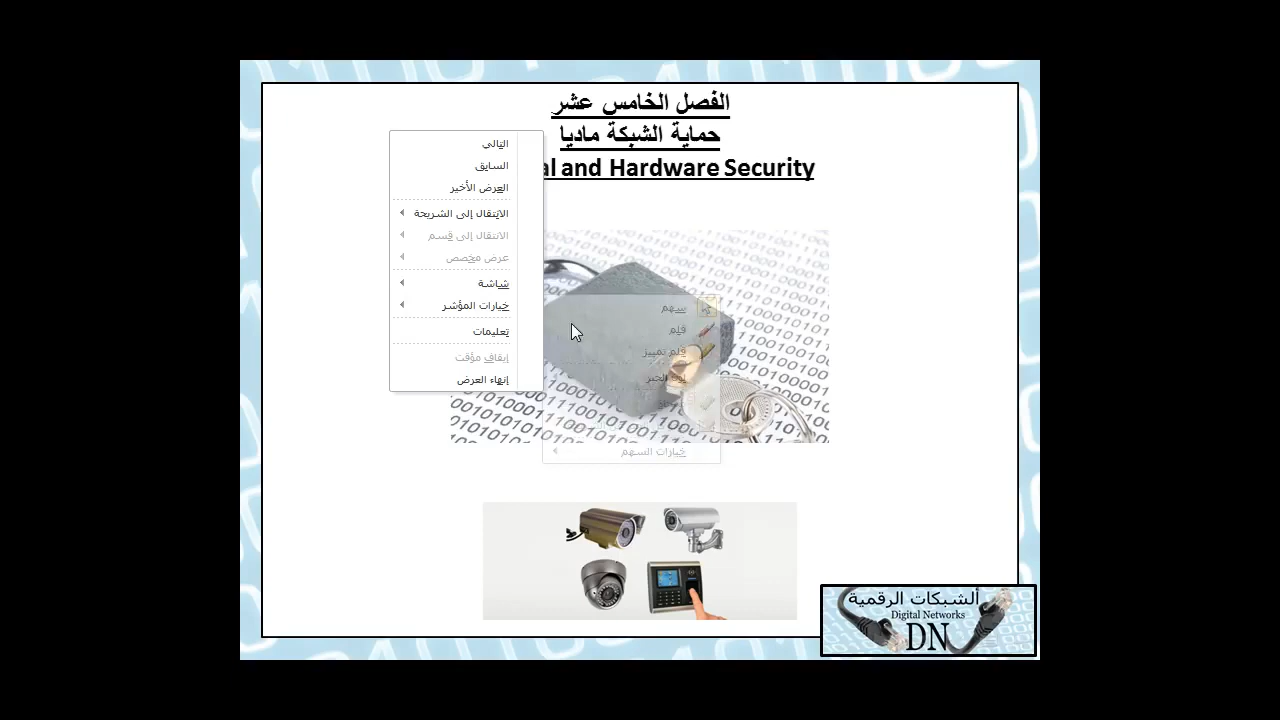 الفصل الخامس عشر
حماية الشبكة ماديا
al and Hardware Security
التالي
السابق
العرض الأخير
الانتقال إلى الشريحة
الانتقال إلى قسم
عرض مخصص
شاشة
خيارات المؤشر
تعليمات
إيقاف مؤقت
إنهاء العرض
سهم
قلم
قلم تمييز
لون الحبر
خيارات السهم
ألشبكات الرقمية
Digital Networks
DN